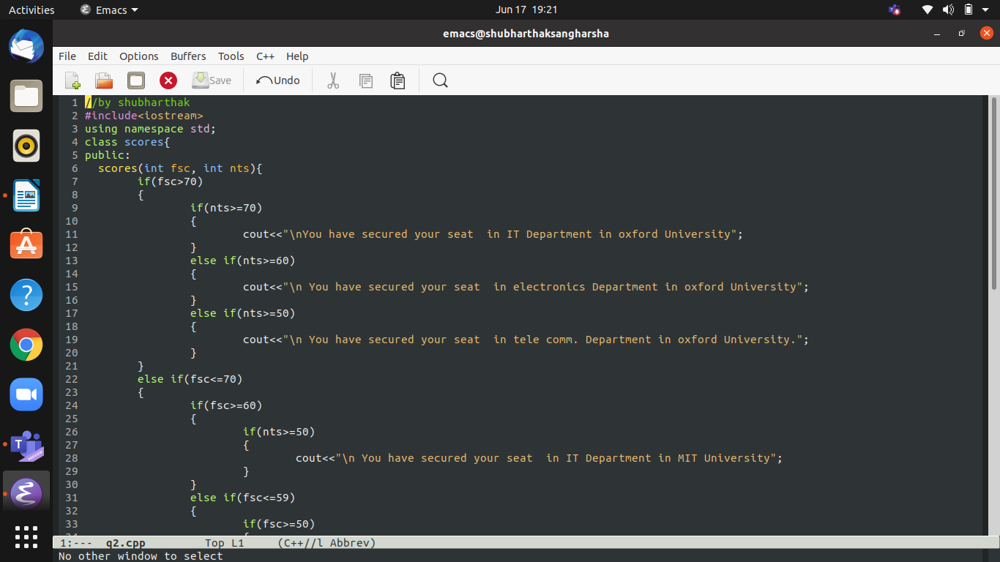 Activities Emacs Jun 17 19:21
emacs@shubharthaksangharsha
File Edit Options Buffers Tools C++ Help
Save Undo
1 //by shubharthak
2 #include<iostream>
3 using namespace std;
4 class scores{
5 public:
6   scores(int fsc, int nts){
7         if(fsc>70)
8         {
9                 if(nts>=70)
10                 {
11                         cout<<"\nYou have secured your seat  in IT Department in oxford University";
12                 }
13                 else if(nts>=60)
14                 {
15                         cout<<"\n You have secured your seat  in electronics Department in oxford University";
16                 }
17                 else if(nts>=50)
18                 {
19                         cout<<"\n You have secured your seat  in tele comm. Department in oxford University.";
20                 }
21         }
22         else if(fsc<=70)
23         {
24                 if(fsc>=60)
25                 {
26                         if(nts>=50)
27                         {
28                                 cout<<"\n You have secured your seat  in IT Department in MIT University";
29                         }
30                 }
31                 else if(fsc<=59)
32                 {
33                         if(fsc>=50)
1:--- q2.cpp Top L1 (C++//l Abbrev)
No other window to select